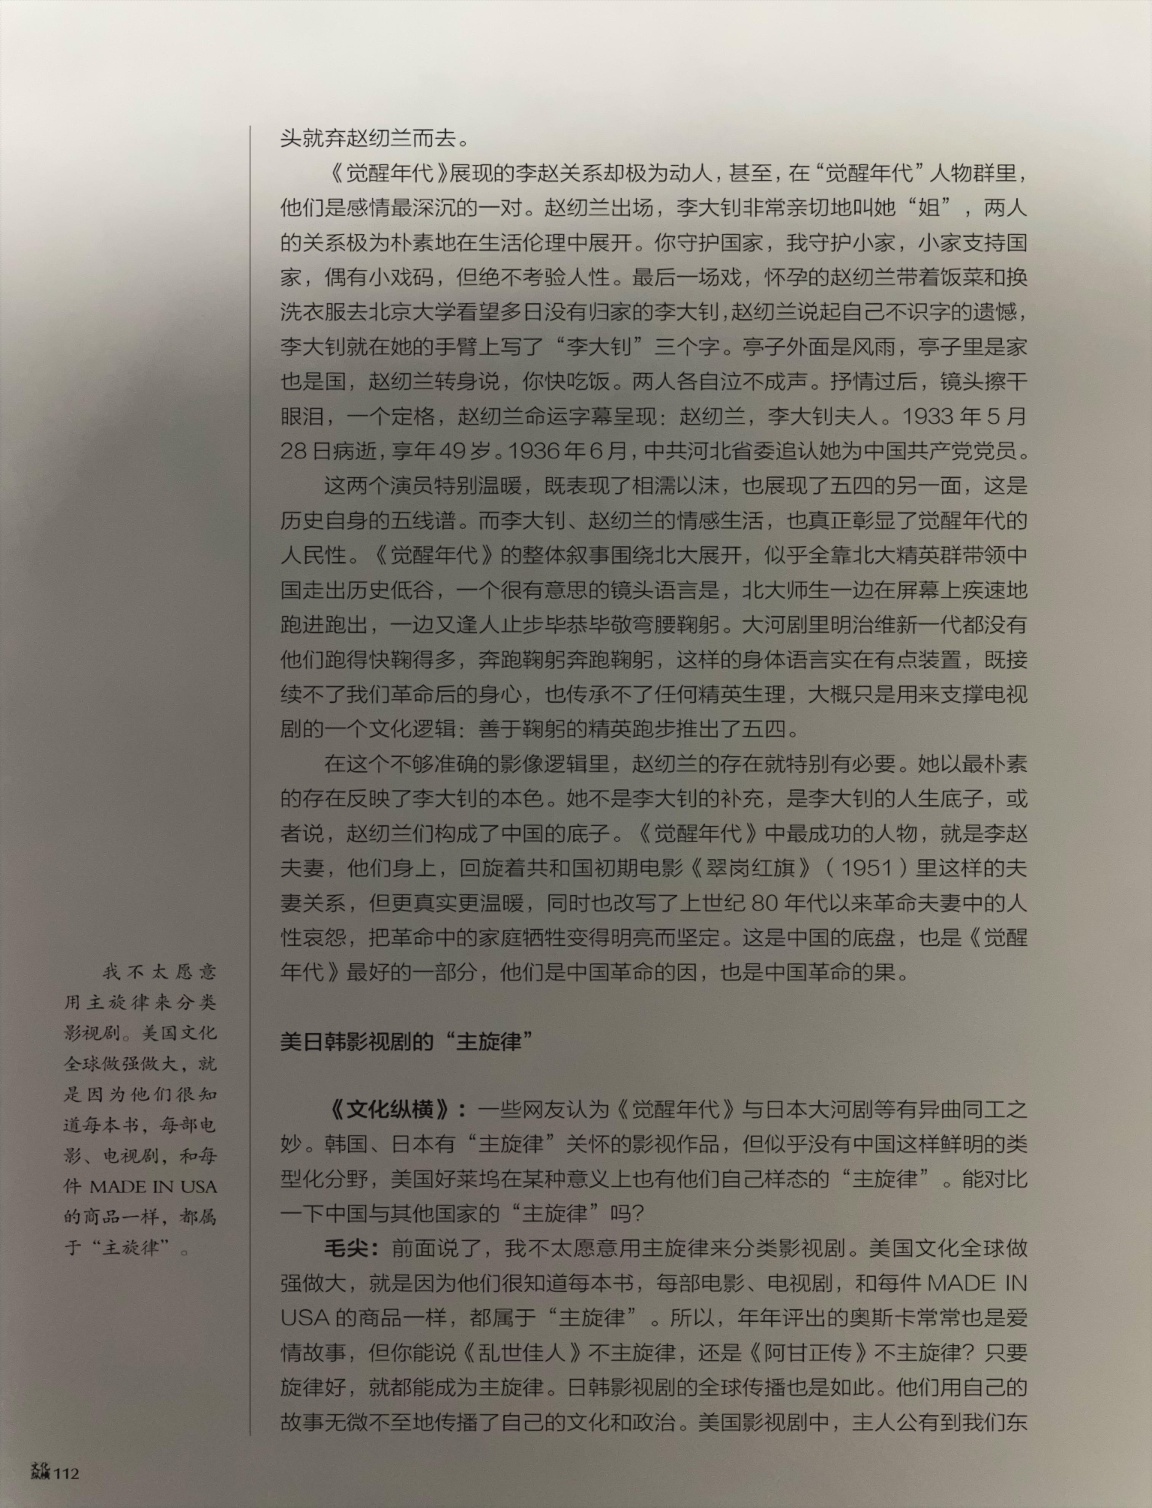 头就弃赵纫兰而去。
《觉醒年代》展现的李赵关系却极为动人，甚至，在“觉醒年代”人物群里，
他们是感情最深沉的一对。赵纫兰出场，李大钊非常亲切地叫她“姐”，两人
的关系极为朴素地在生活伦理中展开。你守护国家，我守护小家，小家支持国
家，偶有小戏码，但绝不考验人性。最后一场戏，怀孕的赵纫兰带着饭菜和换
洗衣服去北京大学看望多日没有归家的李大钊，赵纫兰说起自己不识字的遗憾，
李大钊就在她的手臂上写了“李大钊”三个字。亭子外面是风雨，亭子里是家
也是国，赵纫兰转身说，你快吃饭。两人各自泣不成声。抒情过后，镜头擦干
眼泪，一个定格，赵纫兰命运字幕呈现：赵纫兰，李大钊夫人。1933 年 5 月
28日病逝，享年49岁。1936年6月，中共河北省委追认她为中国共产党党员。
这两个演员特别温暖，既表现了相濡以沫，也展现了五四的另一面，这是
历史自身的五线谱。而李大钊、赵纫兰的情感生活，也真正彰显了觉醒年代的
人民性。《觉醒年代》的整体叙事围绕北大展开，似乎全靠北大精英群带领中
国走出历史低谷，一个很有意思的镜头语言是，北大师生一边在屏幕上疾速地
跑进跑出，一边又逢人止步毕恭毕敬弯腰鞠躬。大河剧里明治维新一代都没有
他们跑得快鞠得多，奔跑鞠躬奔跑鞠躬，这样的身体语言实在有点装置，既接
续不了我们革命后的身心，也传承不了任何精英生理，大概只是用来支撑电视
剧的一个文化逻辑：善于鞠躬的精英跑步推出了五四。
在这个不够准确的影像逻辑里，赵纫兰的存在就特别有必要。她以最朴素
的存在反映了李大钊的本色。她不是李大钊的补充，是李大钊的人生底子，或
者说，赵纫兰们构成了中国的底子。《觉醒年代》中最成功的人物，就是李赵
夫妻，他们身上，回旋着共和国初期电影《翠岗红旗》（1951）里这样的夫
妻关系，但更真实更温暖，同时也改写了上世纪 80 年代以来革命夫妻中的人
性哀怨，把革命中的家庭牺牲变得明亮而坚定。这是中国的底盘，也是《觉醒
年代》最好的一部分，他们是中国革命的因，也是中国革命的果。
美日韩影视剧的“主旋律”
《文化纵横》：一些网友认为《觉醒年代》与日本大河剧等有异曲同工之
妙。韩国、日本有“主旋律”关怀的影视作品，但似乎没有中国这样鲜明的类
型化分野，美国好莱坞在某种意义上也有他们自己样态的“主旋律”。能对比
一下中国与其他国家的“主旋律”吗？
毛尖：前面说了，我不太愿意用主旋律来分类影视剧。美国文化全球做
强做大，就是因为他们很知道每本书，每部电影、电视剧，和每件 MADE IN
USA 的商品一样，都属于“主旋律”。所以，年年评出的奥斯卡常常也是爱
情故事，但你能说《乱世佳人》不主旋律，还是《阿甘正传》不主旋律？只要
旋律好，就都能成为主旋律。日韩影视剧的全球传播也是如此。他们用自己的
故事无微不至地传播了自己的文化和政治。美国影视剧中，主人公有到我们东
我不太愿意
用主旋律来分类
影视剧。美国文化
全球做强做大，就
是因为他们很知
道每本书，每部电
影、电视剧，和每
件 MADE IN USA
的商品一样，都属
于“主旋律”。
文化纵横 112